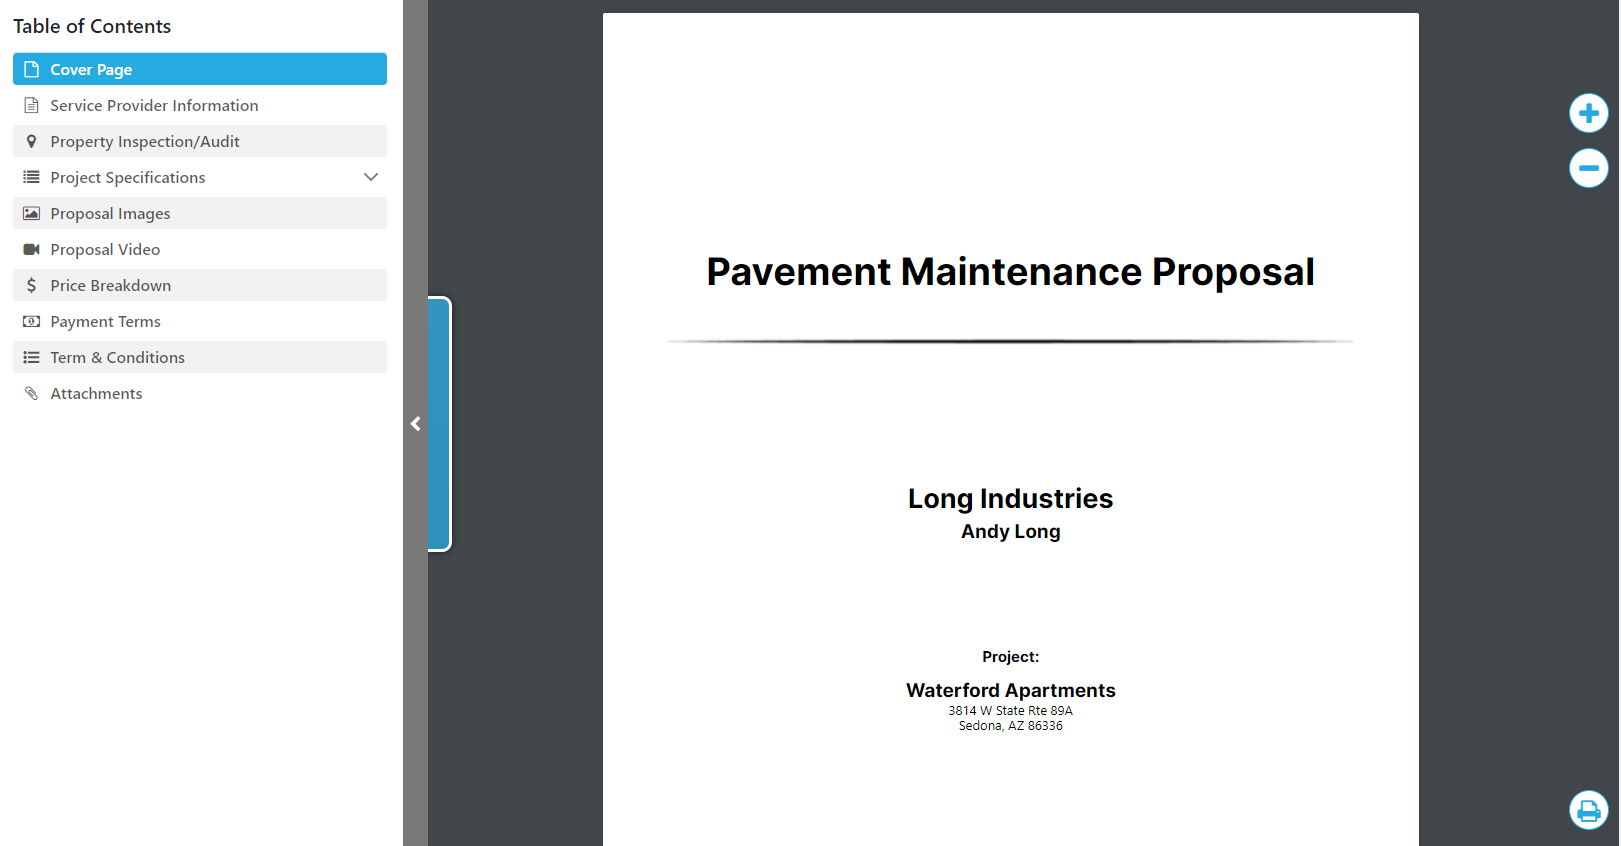 Table of Contents
Cover Page
Service Provider Information
Property Inspection/Audit
Project Specifications
Proposal Images
Proposal Video
Price Breakdown
Payment Terms
Term & Conditions
Attachments
Pavement Maintenance Proposal
Long Industries
Andy Long
Project:
Waterford Apartments
3814 W State Rte 89A
Sedona, AZ 86336